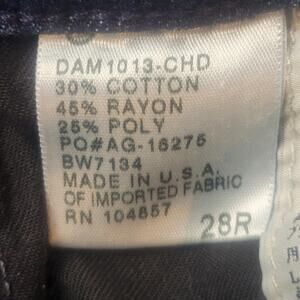 DAM1013-CHD
30% COTTON
45% RAYON
25% POLY
PO#AG-16275
BW7134
MADE IN U.S.A.
OF IMPORTED FABRIC
RN 104857
28R